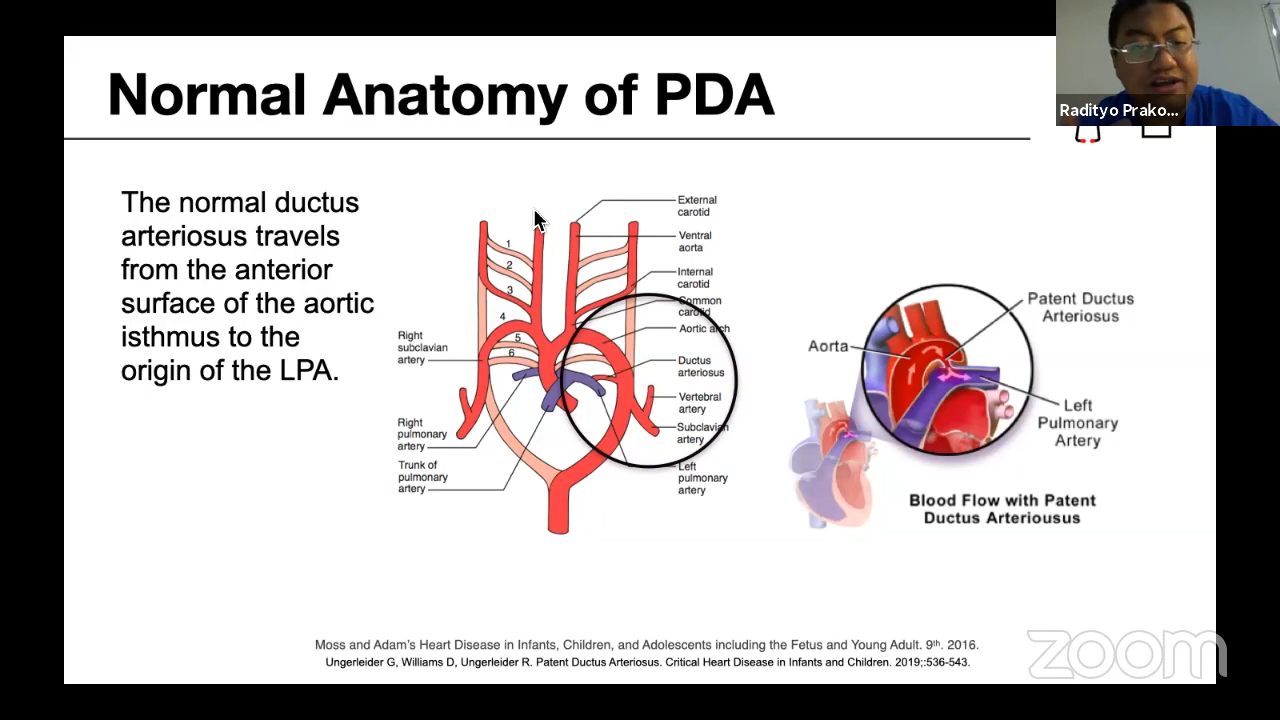 Normal Anatomy of PDA
Radityo Prako...
The normal ductus
arteriosus travels
from the anterior
surface of the aortic
isthmus to the
origin of the LPA.
External
carotid
Ventral
aorta
Internal
carotid
Common
carotid
Aortic arch
Ductus
arteriosus
Vertebral
artery
Subclavian
artery
Left
pulmonary
artery
1
2
3
4
5
6
Right
subclavian
artery
Right
pulmonary
artery
Trunk of
pulmonary
artery
Patent Ductus
Arteriosus
Aorta
Left
Pulmonary
Artery
Blood Flow with Patent
Ductus Arteriousus
Moss and Adam's Heart Disease in Infants, Children, and Adolescents including the Fetus and Young Adult. 9th. 2016.
Ungerleider G, Williams D, Ungerleider R. Patent Ductus Arteriosus. Critical Heart Disease in Infants and Children. 2019;:536-543.
zoom